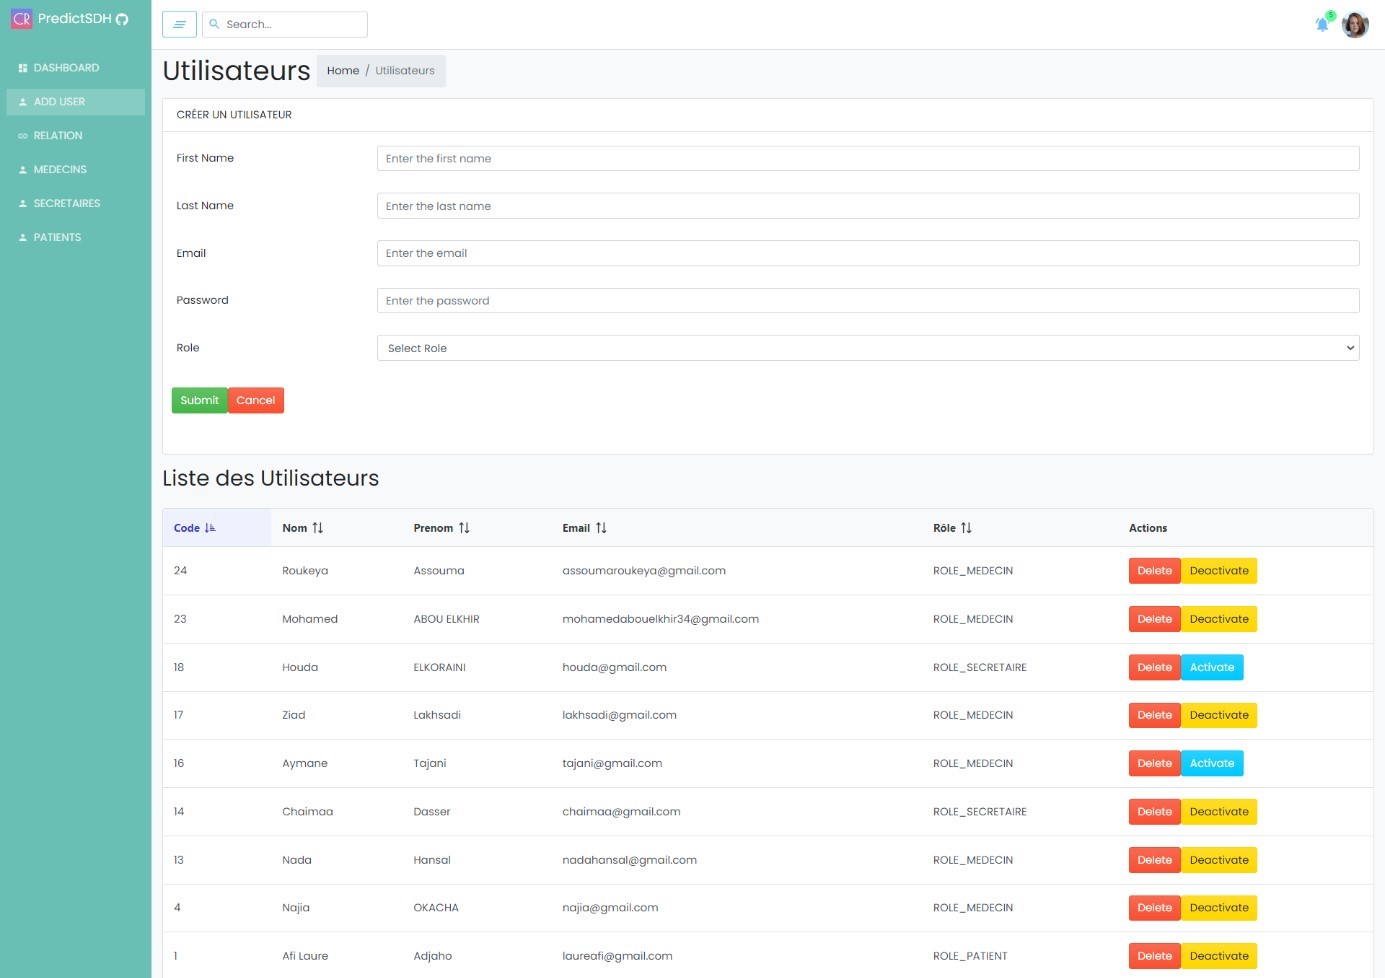 CR PredictSDH
Search...
5
DASHBOARD
ADD USER
RELATION
MEDECINS
SECRETAIRES
PATIENTS
Utilisateurs Home / Utilisateurs
CRÉER UN UTILISATEUR
First Name Enter the first name
Last Name Enter the last name
Email Enter the email
Password Enter the password
Role Select Role
Submit Cancel
Liste des Utilisateurs
Code Nom Prenom Email Rôle Actions
24 Roukeya Assouma assoumaroukeya@gmail.com ROLE_MEDECIN Delete Deactivate
23 Mohamed ABOU ELKHIR mohamedabouelkhir34@gmail.com ROLE_MEDECIN Delete Deactivate
18 Houda ELKORAINI houda@gmail.com ROLE_SECRETAIRE Delete Activate
17 Ziad Lakhsadi lakhsadi@gmail.com ROLE_MEDECIN Delete Deactivate
16 Aymane Tajani tajani@gmail.com ROLE_MEDECIN Delete Activate
14 Chaimaa Dasser chaimaa@gmail.com ROLE_SECRETAIRE Delete Deactivate
13 Nada Hansal nadahansal@gmail.com ROLE_MEDECIN Delete Deactivate
4 Najia OKACHA najia@gmail.com ROLE_MEDECIN Delete Deactivate
1 Afi Laure Adjaho laureafi@gmail.com ROLE_PATIENT Delete Deactivate